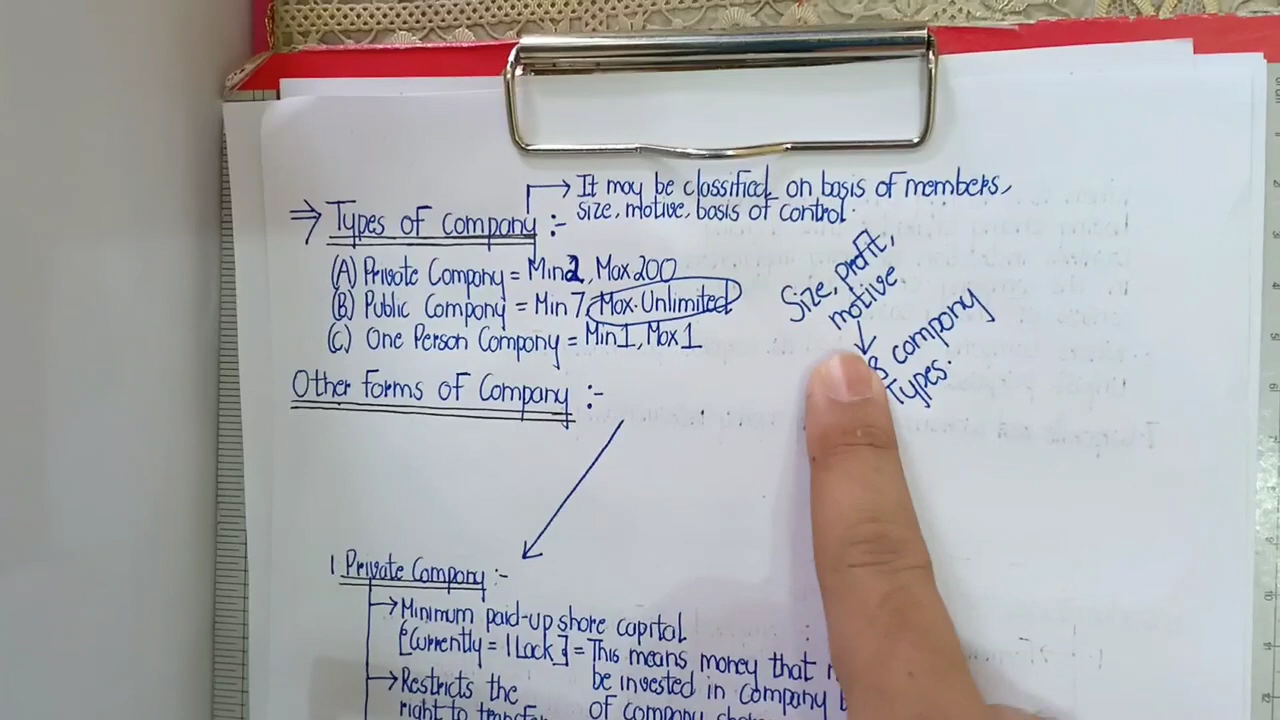 ⇒ Types of Company :-
→ It may be classified on basis of members,
size, motive, basis of control.
(A) Private Company = Min 2, Max 200
(B) Public Company = Min 7, Max. Unlimited
(C) One Person Company = Min 1, Max 1
Size, Profit,
motive
company
Types.
Other forms of Company :-
1 Private Company :-
→ Minimum paid-up share capital
[Currently = 1 Lack] = This means money that
be invested in company
→ Restricts the
right to transfer
of company